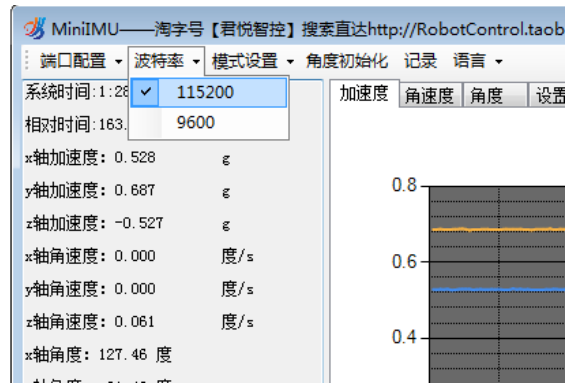 MiniIMU——淘字号【君悦智控】搜索直达http://RobotControl.taob
端口配置 波特率 模式设置 角度初始化 记录 语言
系统时间:1:28
115200
9600
加速度 角速度 角度 设置
相对时间:163.
x轴加速度: 0.528 g
y轴加速度: 0.687 g
z轴加速度: -0.527 g
x轴角速度: 0.000 度/s
y轴角速度: 0.000 度/s
z轴角速度: 0.061 度/s
x轴角度: 127.46 度
0.8
0.6
0.4